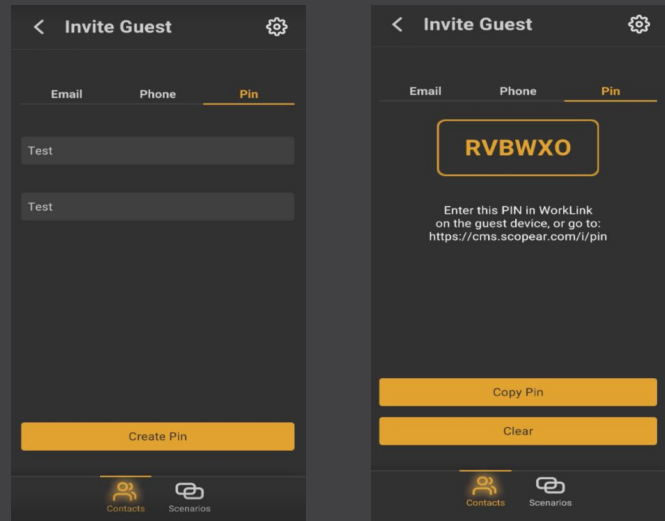 Invite Guest
Email Phone Pin
Test
Test
Create Pin
Contacts Scenarios
Invite Guest
Email Phone Pin
RVBWXO
Enter this PIN in WorkLink
on the guest device, or go to:
https://cms.scopear.com/i/pin
Copy Pin
Clear
Contacts Scenarios